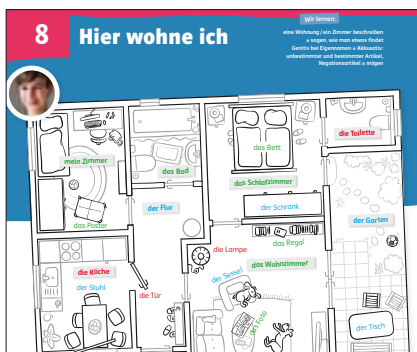 8
Hier wohne ich
Wir lernen:
eine Wohnung / ein Zimmer beschreiben
• sagen, wie man etwas findet
Genitiv bei Eigennamen • Akkusativ:
unbestimmter und bestimmter Artikel,
Negationsartikel • mögen
die Toilette
das Bett
mein Zimmer
das Bad
das Schlafzimmer
der Flur
der Schrank
der Garten
das Poster
das Regal
die Lampe
das Wohnzimmer
die Küche
der Sessel
der Stuhl
die Tür
das Foto
der Tisch